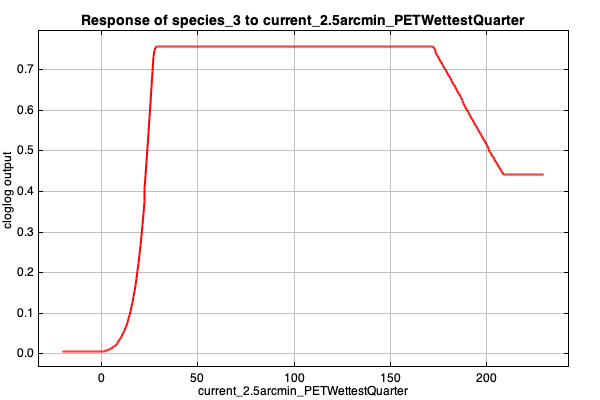 Response of species_3 to current_2.5arcmin_PETWettestQuarter
cloglog output
0.7
0.6
0.5
0.4
0.3
0.2
0.1
0.0
0 50 100 150 200
current_2.5arcmin_PETWettestQuarter